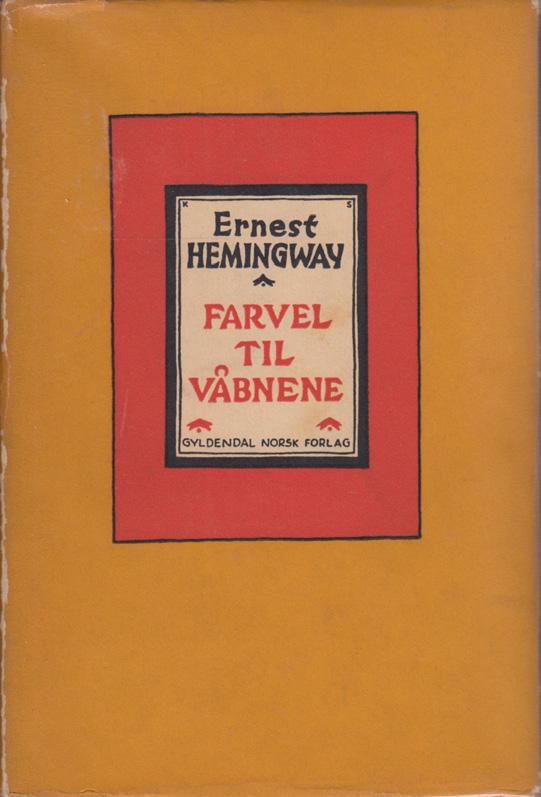 K S
Ernest
HEMINGWAY
FARVEL
TIL
VÅBNENE
GYLDENDAL NORSK FORLAG